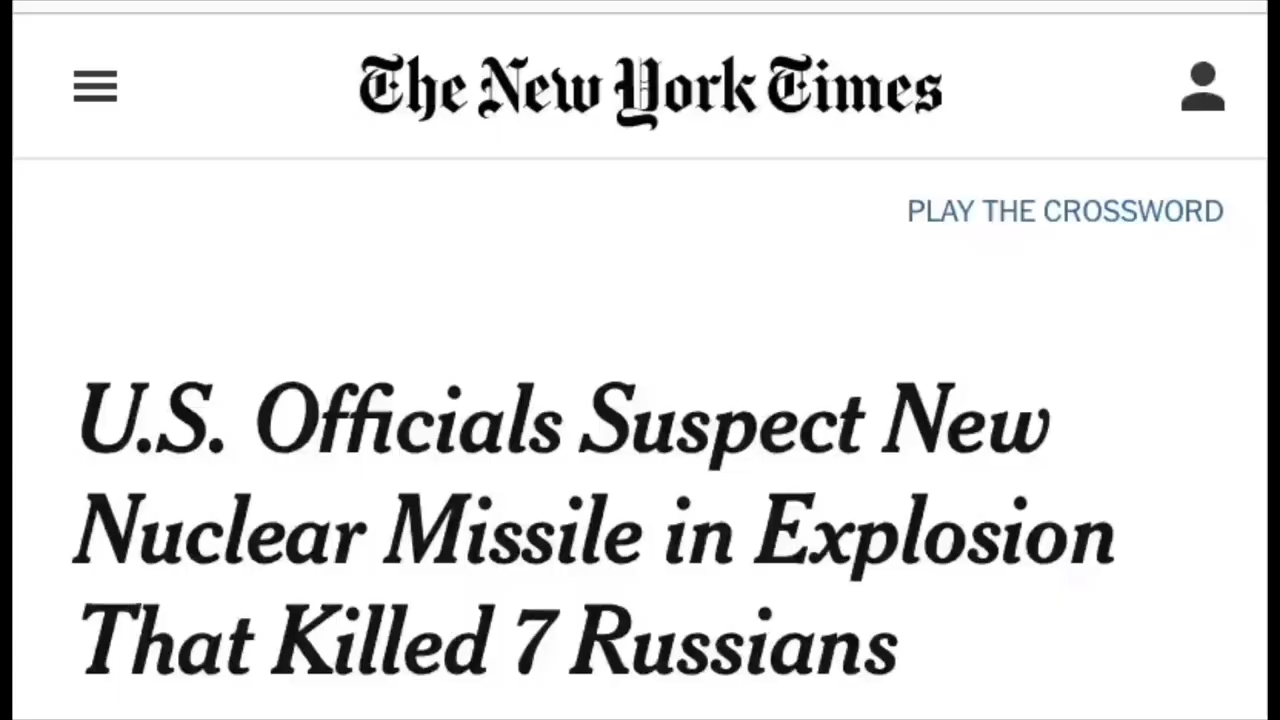 The New York Times
PLAY THE CROSSWORD
U.S. Officials Suspect New
Nuclear Missile in Explosion
That Killed 7 Russians